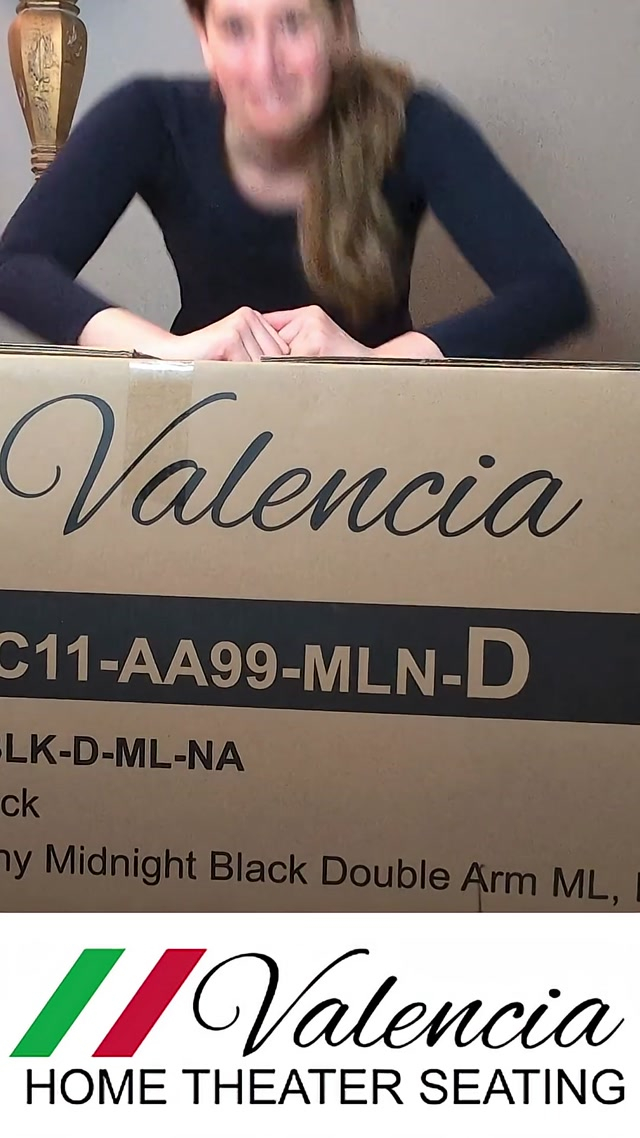 Valencia
C11-AA99-MLN-D
LK-D-ML-NA
ck
ny Midnight Black Double Arm ML,
Valencia
HOME THEATER SEATING